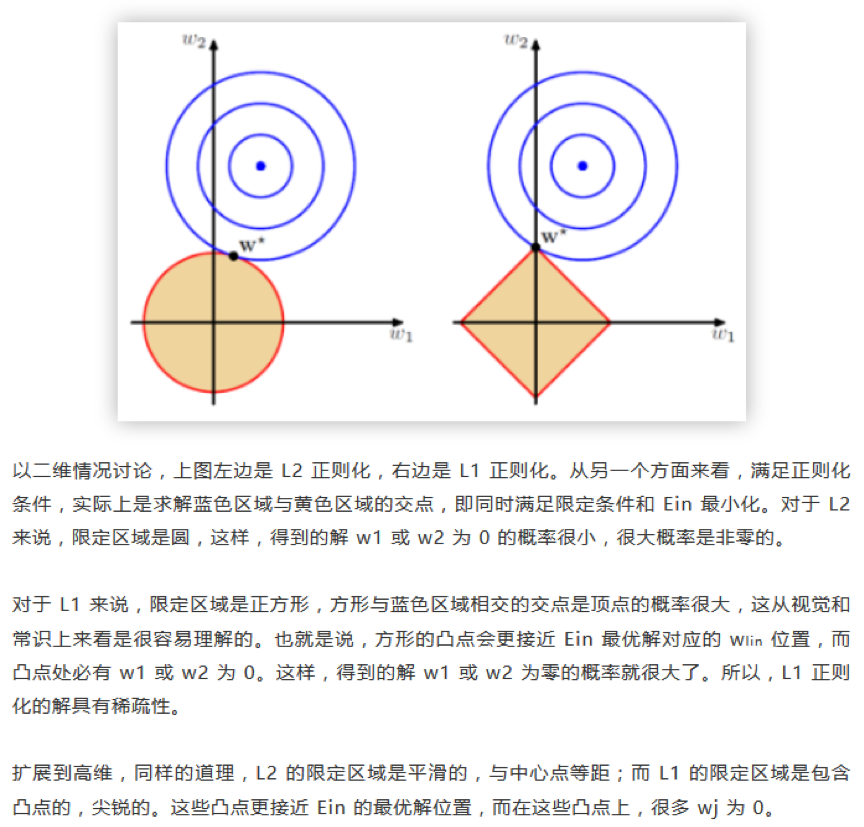 w2
w2
w*
w*
w1
w1
以二维情况讨论，上图左边是 L2 正则化，右边是 L1 正则化。从另一个方面来看，满足正则化
条件，实际上是求解蓝色区域与黄色区域的交点，即同时满足限定条件和 Ein 最小化。对于 L2
来说，限定区域是圆，这样，得到的解 w1 或 w2 为 0 的概率很小，很大概率是非零的。
对于 L1 来说，限定区域是正方形，方形与蓝色区域相交的交点是顶点的概率很大，这从视觉和
常识上来看是很容易理解的。也就是说，方形的凸点会更接近 Ein 最优解对应的 wlin 位置，而
凸点处必有 w1 或 w2 为 0。这样，得到的解 w1 或 w2 为零的概率就很大了。所以，L1 正则
化的解具有稀疏性。
扩展到高维，同样的道理，L2 的限定区域是平滑的，与中心点等距；而 L1 的限定区域是包含
凸点的，尖锐的。这些凸点更接近 Ein 的最优解位置，而在这些凸点上，很多 wj 为 0。